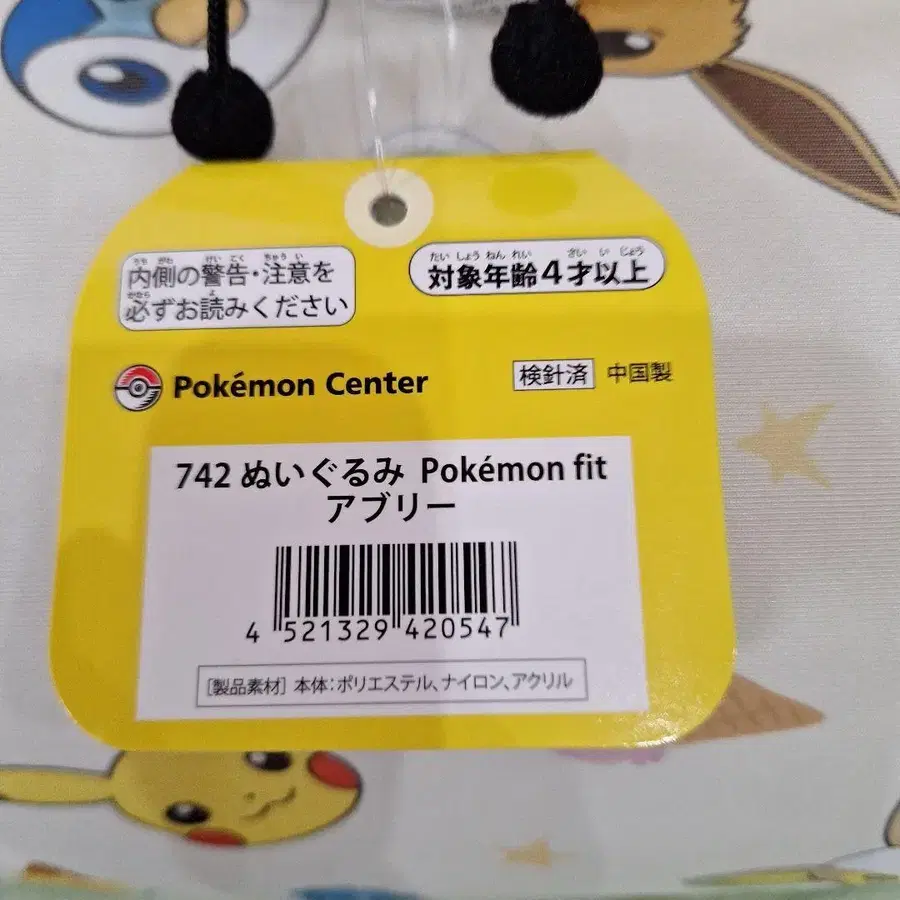 内側の警告・注意を
必ずお読みください
対象年齢4才以上
Pokémon Center
検針済 中国製
742 ぬいぐるみ Pokémon fit
アブリー
4 521329 420547
［製品素材］本体:ポリエステル、ナイロン、アクリル